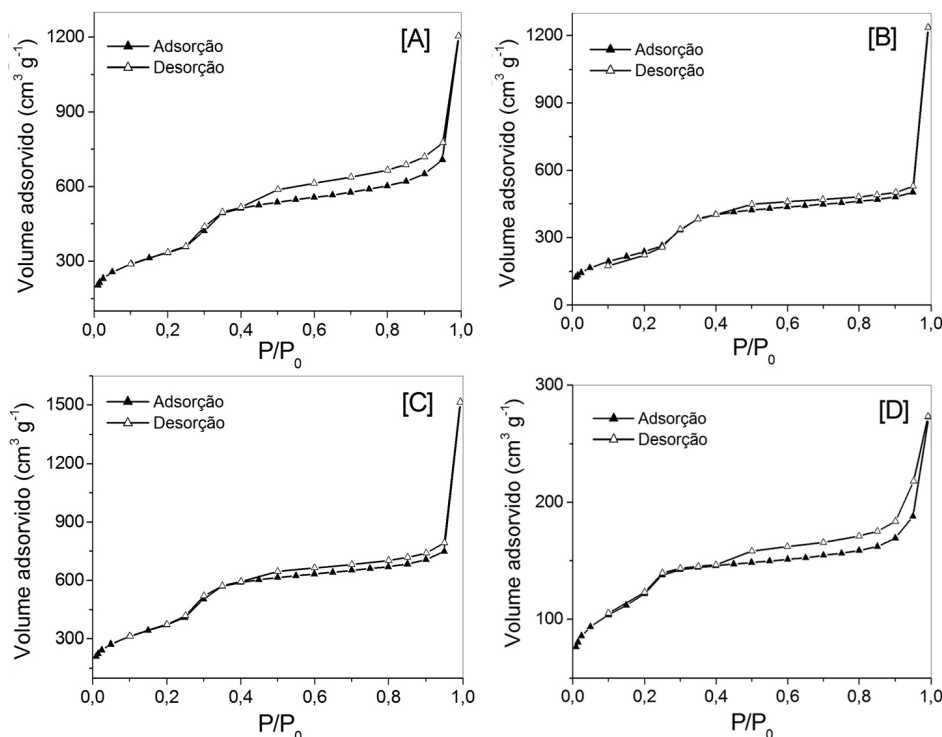 [A]
Adsorção
Desorção
Volume adsorvido (cm³ g⁻¹)
1200
900
600
300
0,0 0,2 0,4 0,6 0,8 1,0
P/P₀
[B]
Adsorção
Desorção
Volume adsorvido (cm³ g⁻¹)
1200
900
600
300
0
0,0 0,2 0,4 0,6 0,8 1,0
P/P₀
[C]
Adsorção
Desorção
Volume adsorvido (cm³ g⁻¹)
1500
1200
900
600
300
0,0 0,2 0,4 0,6 0,8 1,0
P/P₀
[D]
Adsorção
Desorção
Volume adsorvido (cm³ g⁻¹)
300
200
100
0,0 0,2 0,4 0,6 0,8 1,0
P/P₀